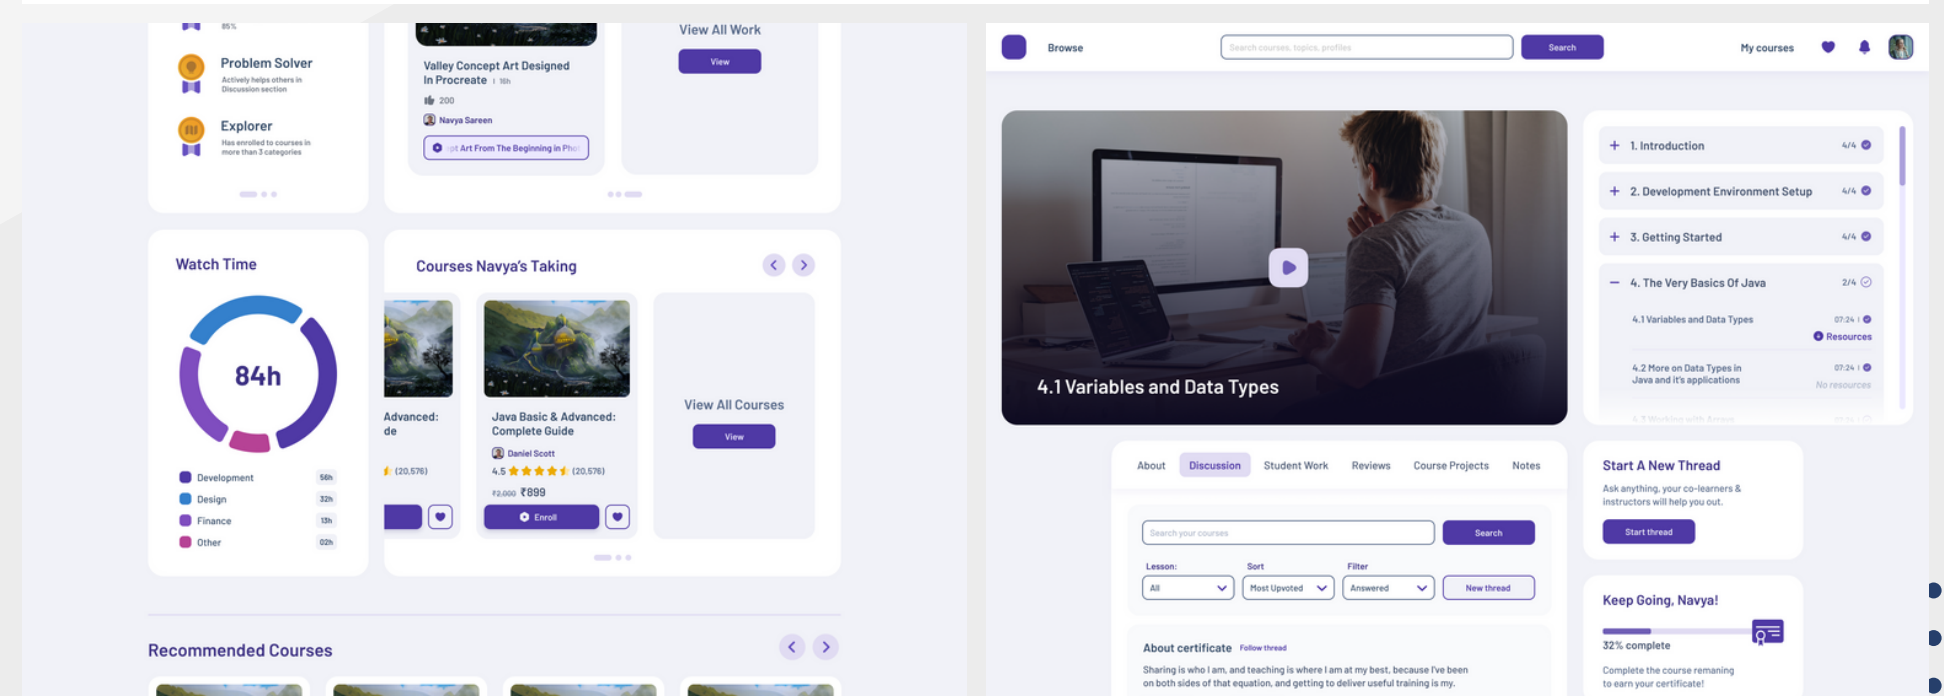 85%
Problem Solver
Actively helps others in
Discussion section
Explorer
Has enrolled to courses in
more than 3 categories
Valley Concept Art Designed
In Procreate | 16h
200
Navya Sareen
pt Art From The Beginning in Pho
View All Work
View
Watch Time
84h
Development 56h
Design 32h
Finance 13h
Other 02h
Courses Navya's Taking
Advanced:
de
(20,576)
Java Basic & Advanced:
Complete Guide
Daniel Scott
4.5 (20,576)
₹2,000 ₹899
Enroll
View All Courses
View
Recommended Courses
Browse
Search courses, topics, profiles
Search
My courses
4.1 Variables and Data Types
1. Introduction 4/4
2. Development Environment Setup 4/4
3. Getting Started 4/4
4. The Very Basics Of Java 2/4
4.1 Variables and Data Types 07:24 |
Resources
4.2 More on Data Types in 07:24 |
Java and it's applications
No resources
4.3 Working with Arrays 07:24 |
About Discussion Student Work Reviews Course Projects Notes
Search your courses
Search
Lesson: Sort Filter
All Most Upvoted Answered New thread
About certificate Follow thread
Sharing is who I am, and teaching is where I am at my best, because I've been
on both sides of that equation, and getting to deliver useful training is my.
Start A New Thread
Ask anything, your co-learners &
instructors will help you out.
Start thread
Keep Going, Navya!
32% complete
Complete the course remaning
to earn your certificate!